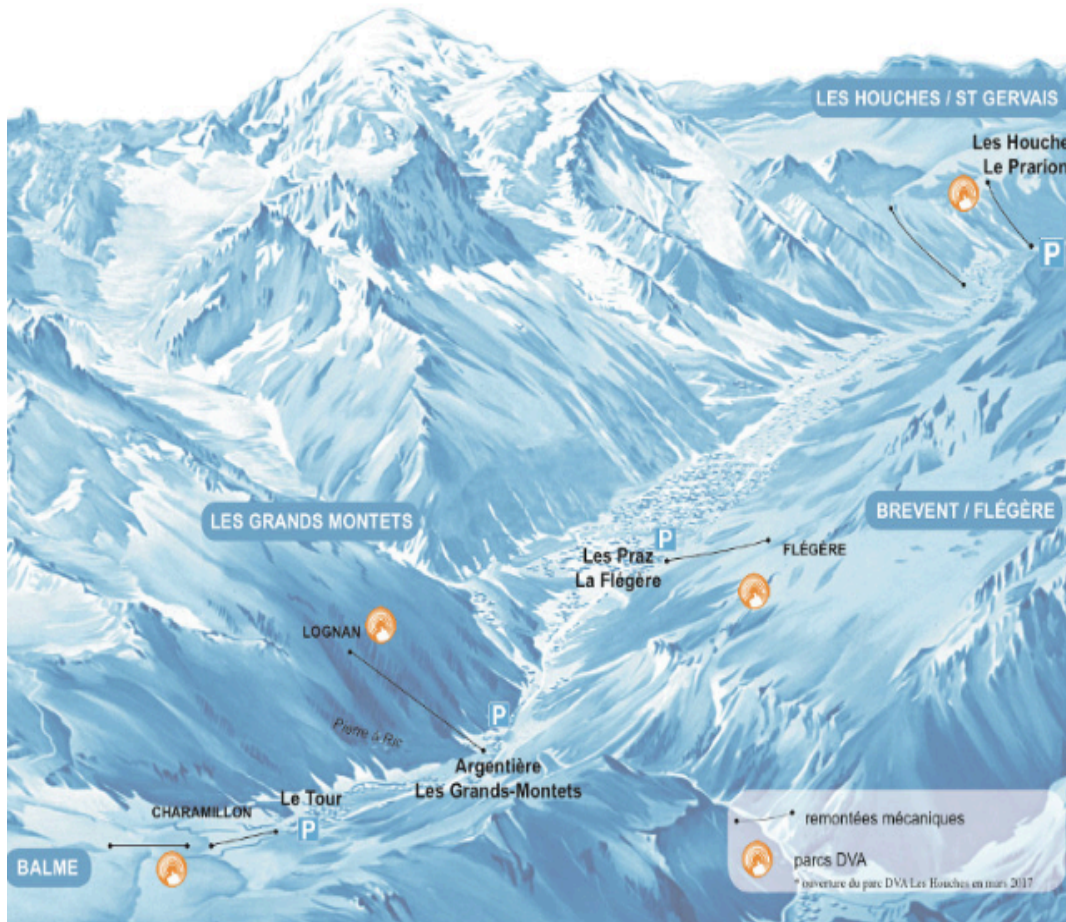 LES HOUCHES / ST GERVAIS
Les Houche
Le Prarion
P
LES GRANDS MONTETS
BREVENT / FLÉGÈRE
P
Les Praz
La Flégère
FLÉGÈRE
LOGNAN
P
Pierre à Ric
Argentière
Les Grands-Montets
Le Tour
CHARAMILLON
P
BALME
remontées mécaniques
parcs DVA
* ouverture du parc DVA Les Houches en mars 2017